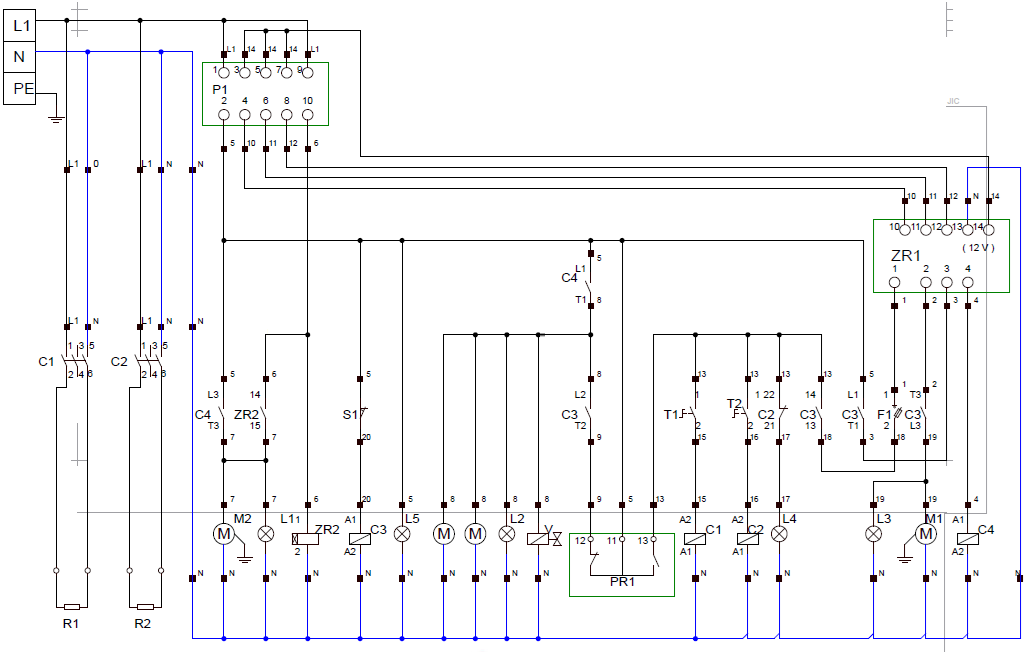 L1
N
PE
L1 14 14 14 L1
1 3 5 7 9
P1
2 4 6 8 10
5 10 11 12 6
JIC
L1 0 L1 N N
10 11 12 N 14
10 11 12 13 14
( 12 V )
ZR1
1 2 3 4
1 2 3 4
5
L1
C4
T1 8
L1 N L1 N N
1 3 5 1 3 5
C1 C2
2 4 6 2 4 6
5 6 5 8 13 13 13 13 5 1 2
L3 14 L2 1 1 22 14 L1 1 T3
C4 ZR2 S1 C3 T1 T2 C2 C3 C3 F1 C3
T3 15 T2 2 2 21 13 T1 2 L3
7 7 20 9 15 16 17 18 3 18 19
7 7 6 20 5 8 8 8 8 9 5 13 15 16 17 19 19 4
M2 L1 1 ZR2 A1 C3 L5 L2 V A2 C1 A2 C2 L4 L3 M1 A1 C4
M M M M
2 A2 12 11 13 A1 A1 A2
PR1
N N N N N N N N N N N N N N N N
R1 R2